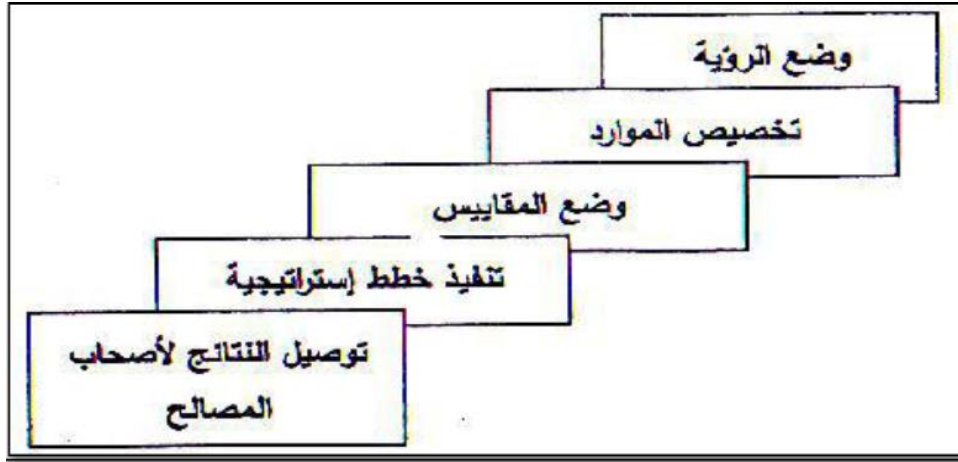 وضع الرؤية
تخصيص الموارد
وضع المقاييس
تنفيذ خطط إستراتيجية
توصيل النتائج لأصحاب
المصالح